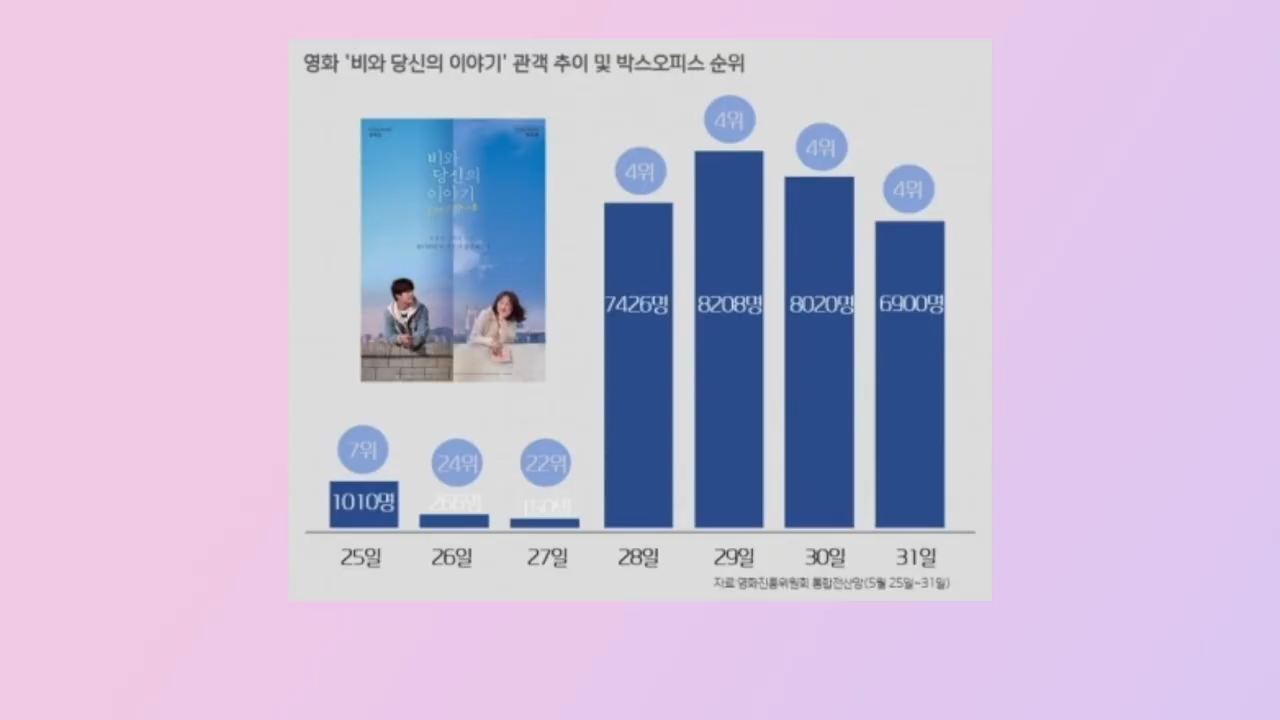 영화 '비와 당신의 이야기' 관객 추이 및 박스오피스 순위
비와
당신의
이야기
4위
4위
4위
4위
7426명
8208명
8020명
6900명
7위
24위
22위
1010명
25일
26일
27일
28일
29일
30일
31일
자료:영화진흥위원회 통합전산망(5월 25일~31일)